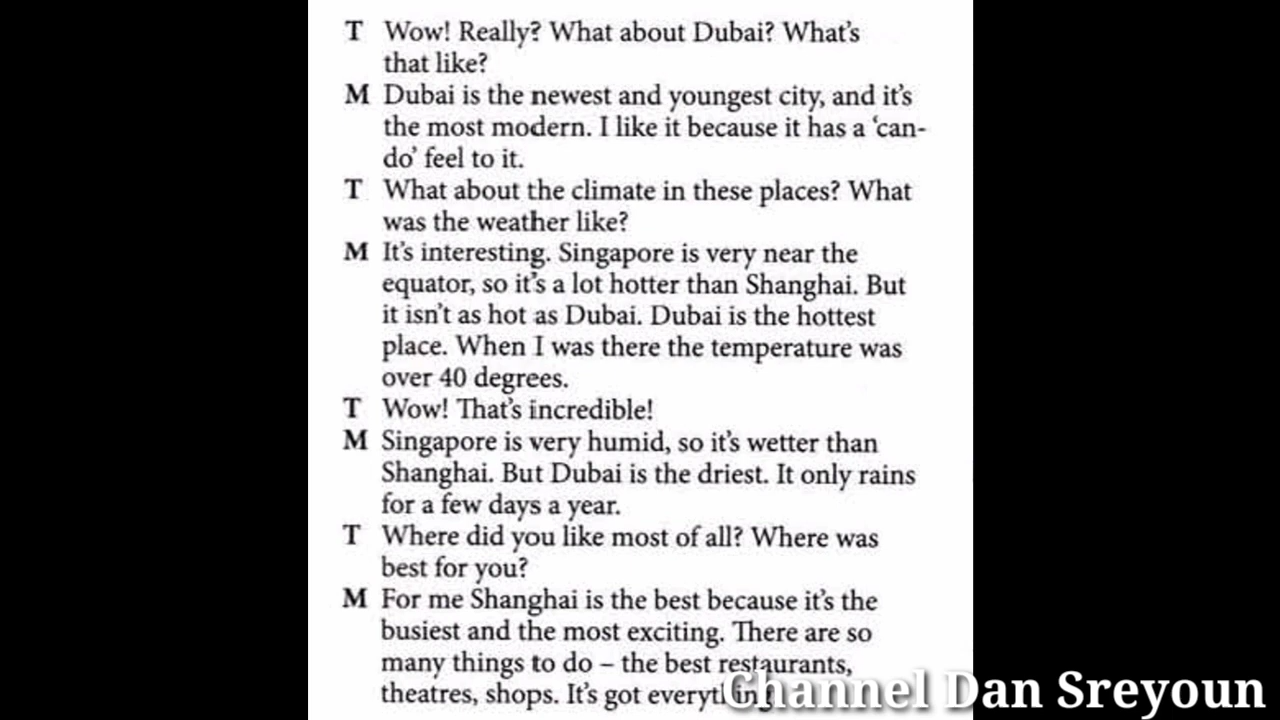 T Wow! Really? What about Dubai? What's
that like?
M Dubai is the newest and youngest city, and it's
the most modern. I like it because it has a 'can-
do' feel to it.
T What about the climate in these places? What
was the weather like?
M It's interesting. Singapore is very near the
equator, so it's a lot hotter than Shanghai. But
it isn't as hot as Dubai. Dubai is the hottest
place. When I was there the temperature was
over 40 degrees.
T Wow! That's incredible!
M Singapore is very humid, so it's wetter than
Shanghai. But Dubai is the driest. It only rains
for a few days a year.
T Where did you like most of all? Where was
best for you?
M For me Shanghai is the best because it's the
busiest and the most exciting. There are so
many things to do – the best restaurants,
theatres, shops. It's got everything
Channel Dan Sreyoun